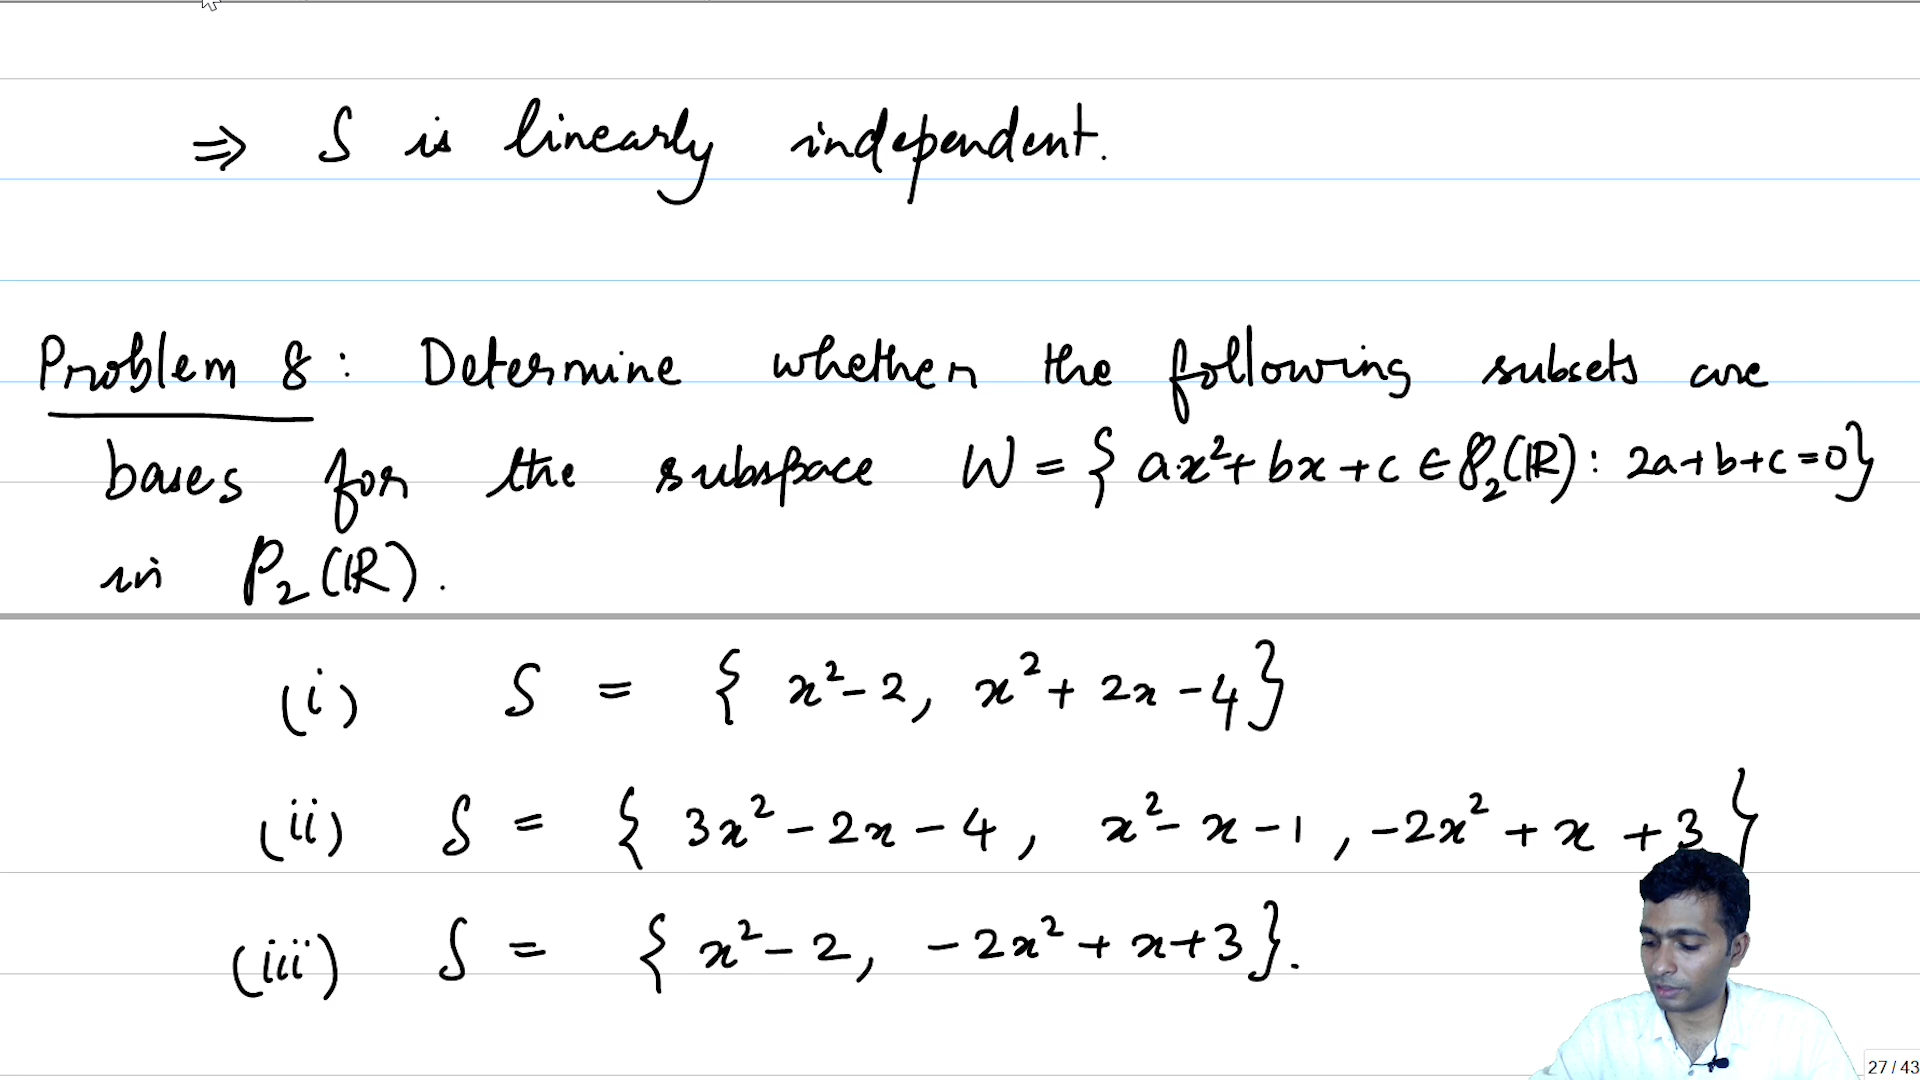 ⇒ S is linearly independent.
Problem 8 : Determine whether the following subsets are
bases for the subspace W = { ax²+ bx + c ∈ P₂(ℝ) : 2a+b+c=0}
in P₂(ℝ).
(i) S = { x²-2, x²+ 2x -4}
(ii) S = { 3x²-2x-4, x²-x-1, -2x²+x+3}
(iii) S = { x²-2, -2x²+x+3}.
27 / 43